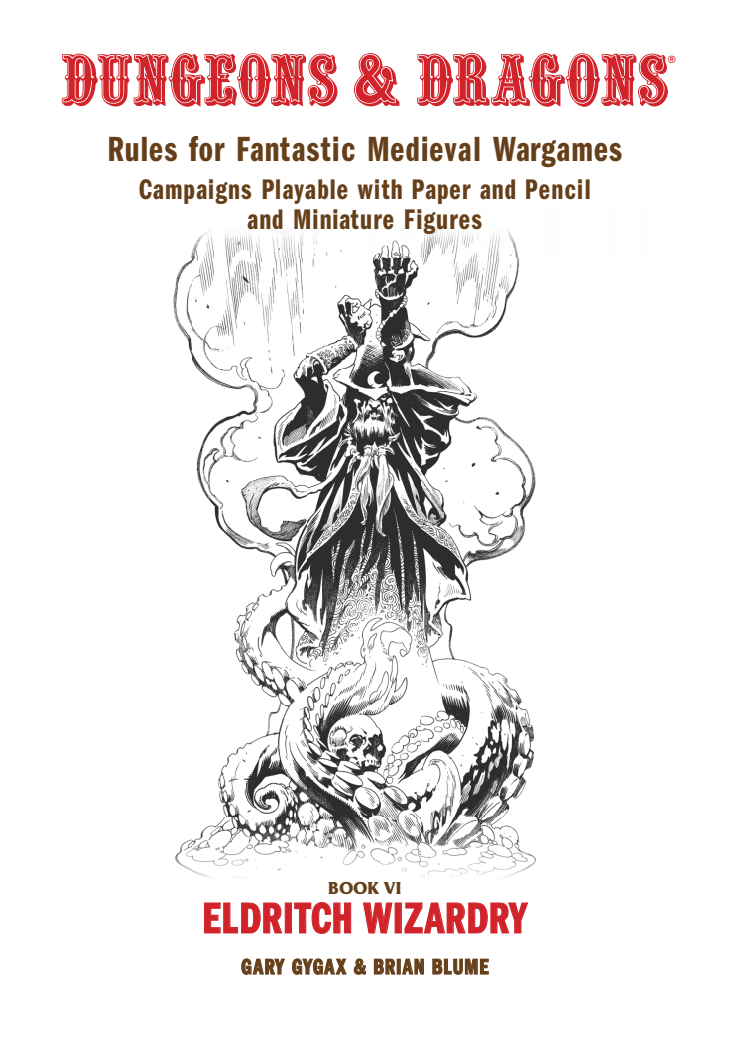 DUNGEONS & DRAGONS®
Rules for Fantastic Medieval Wargames
Campaigns Playable with Paper and Pencil
and Miniature Figures
BOOK VI
ELDRITCH WIZARDRY
GARY GYGAX & BRIAN BLUME